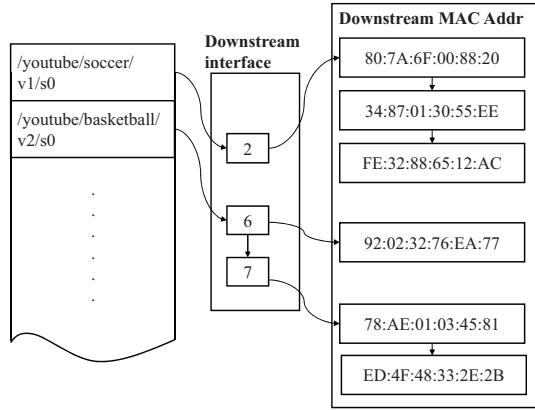 /youtube/soccer/
v1/s0
/youtube/basketball/
v2/s0
.
.
.
.
.
.
Downstream
interface
2
6
7
Downstream MAC Addr
80:7A:6F:00:88:20
34:87:01:30:55:EE
FE:32:88:65:12:AC
92:02:32:76:EA:77
78:AE:01:03:45:81
ED:4F:48:33:2E:2B